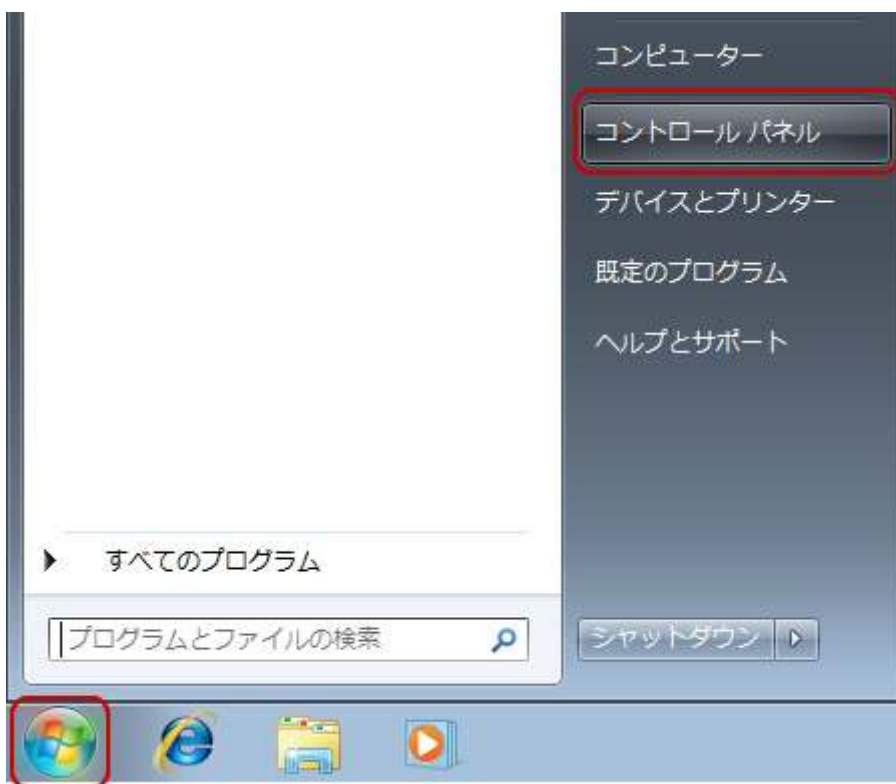 コンピューター
コントロール パネル
デバイスとプリンター
既定のプログラム
ヘルプとサポート
すべてのプログラム
プログラムとファイルの検索
シャットダウン